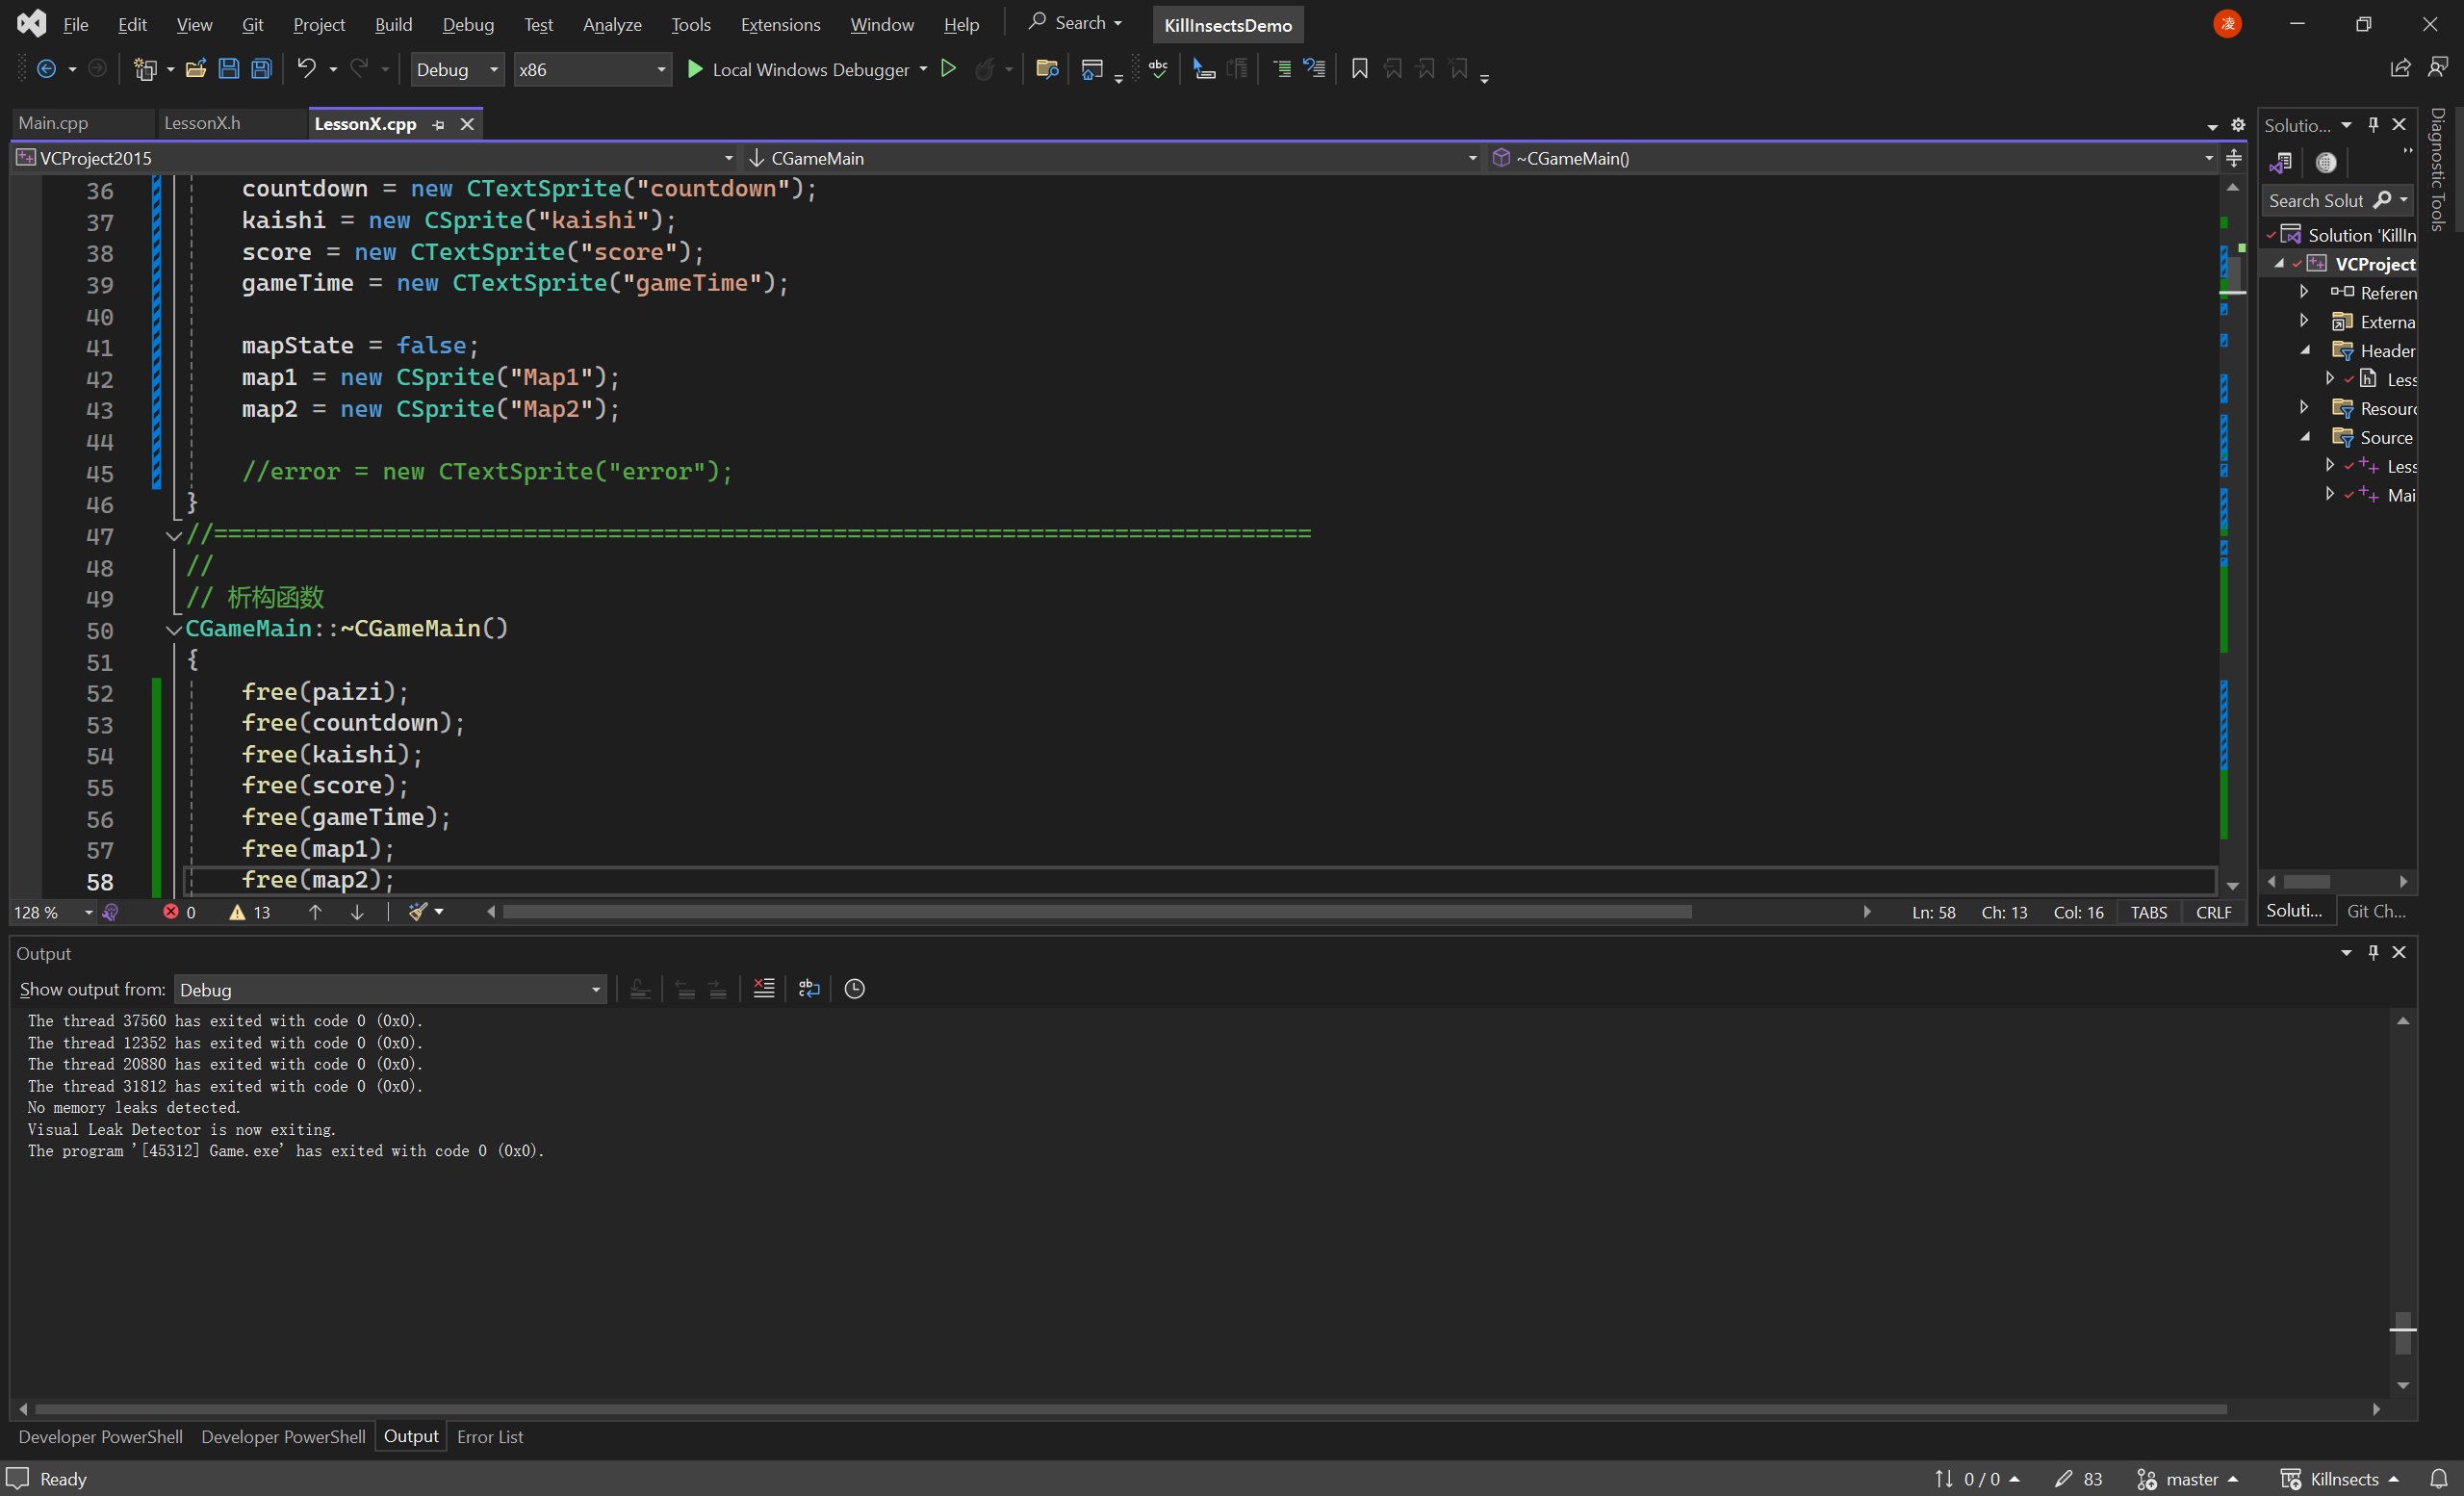 File Edit View Git Project Build Debug Test Analyze Tools Extensions Window Help Search KillInsectsDemo 凌
Debug x86 Local Windows Debugger
Main.cpp LessonX.h LessonX.cpp
VCProject2015 CGameMain ~CGameMain()
36 countdown = new CTextSprite("countdown");
37 kaishi = new CSprite("kaishi");
38 score = new CTextSprite("score");
39 gameTime = new CTextSprite("gameTime");
40
41 mapState = false;
42 map1 = new CSprite("Map1");
43 map2 = new CSprite("Map2");
44
45 //error = new CTextSprite("error");
46 }
47 //==============================================================================
48 //
49 // 析构函数
50 CGameMain::~CGameMain()
51 {
52 free(paizi);
53 free(countdown);
54 free(kaishi);
55 free(score);
56 free(gameTime);
57 free(map1);
58 free(map2);
128 % 0 13 Ln: 58 Ch: 13 Col: 16 TABS CRLF
Solutio...
Search Solut
Solution 'KillIn
VCProject
Referen
Externa
Header
Less
Resourc
Source
Less
Mai
Soluti... Git Ch...
Diagnostic Tools
Output
Show output from: Debug
The thread 37560 has exited with code 0 (0x0).
The thread 12352 has exited with code 0 (0x0).
The thread 20880 has exited with code 0 (0x0).
The thread 31812 has exited with code 0 (0x0).
No memory leaks detected.
Visual Leak Detector is now exiting.
The program '[45312] Game.exe' has exited with code 0 (0x0).
Developer PowerShell Developer PowerShell Output Error List
Ready 0 / 0 83 master Killnsects